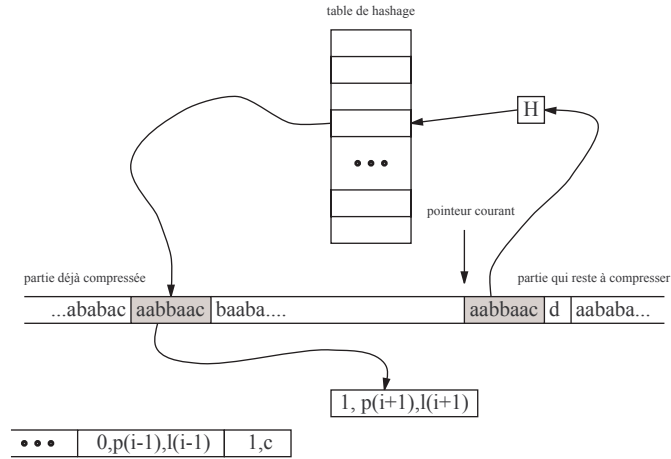 table de hashage
H
pointeur courant
partie déjà compressée
partie qui reste à compresser
...ababac aabbaac baaba.... aabbaac d aababa...
1, p(i+1),l(i+1)
0,p(i-1),l(i-1) 1,c